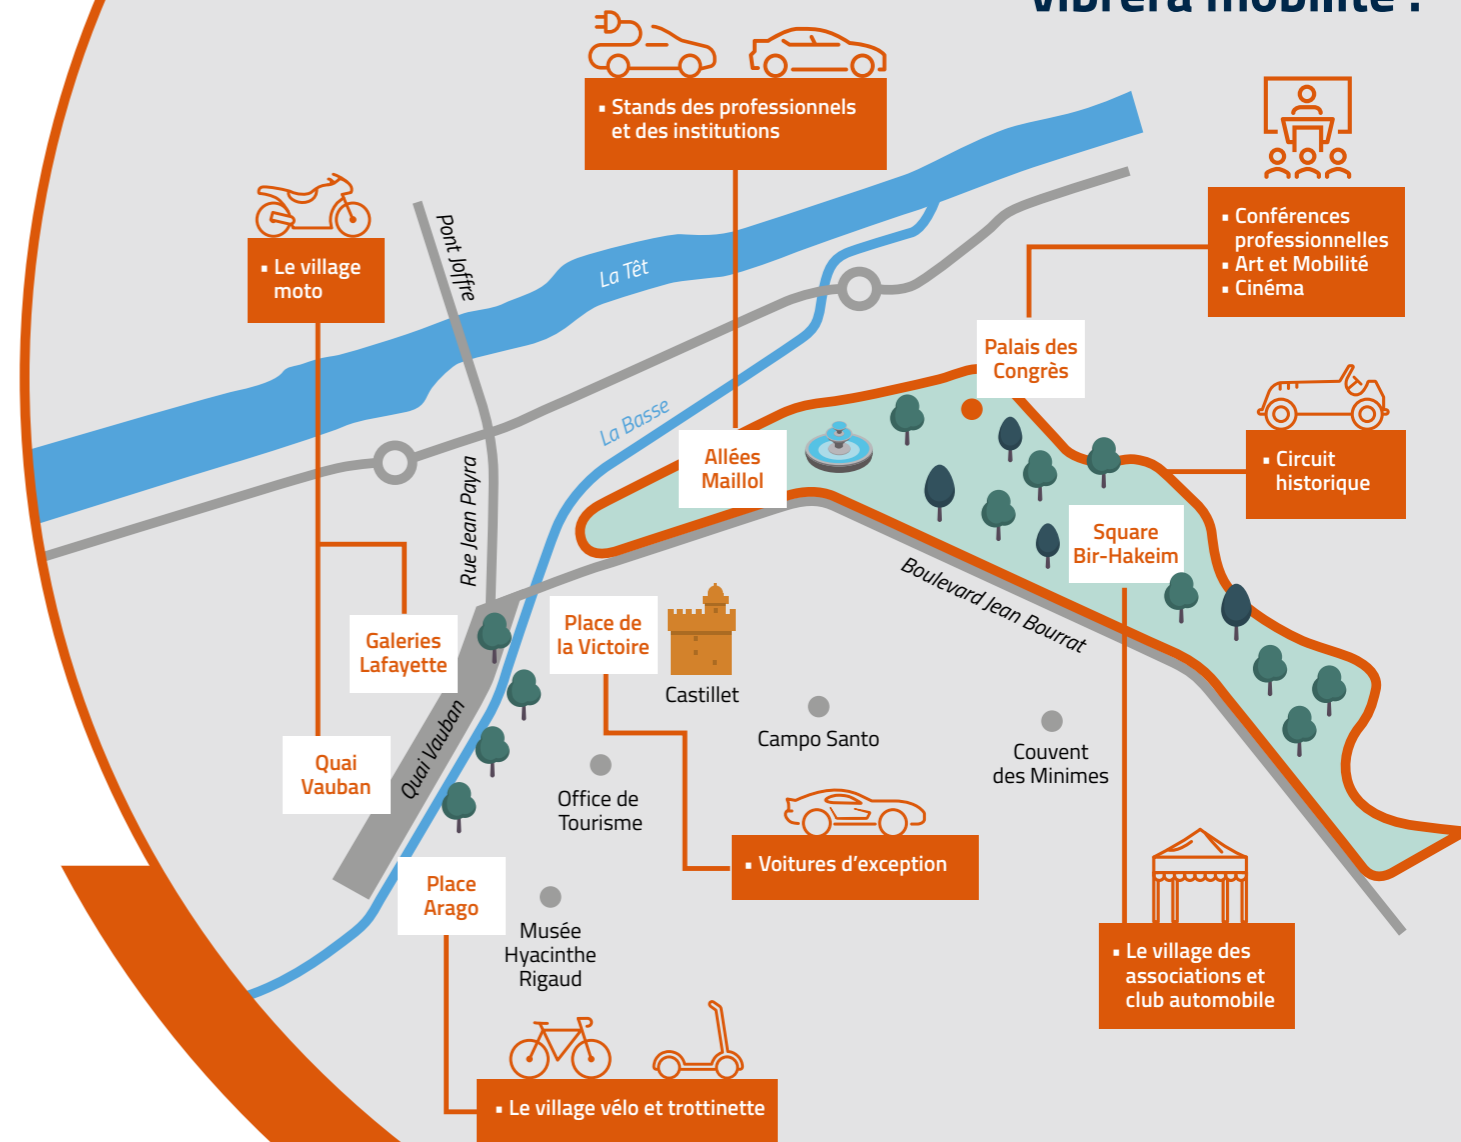 vibrera mobilité !
▪ Stands des professionnels
et des institutions
▪ Conférences
professionnelles
▪ Art et Mobilité
▪ Cinéma
▪ Le village
moto
Pont Joffre
La Têt
Palais des
Congrès
La Basse
Allées
Maillol
▪ Circuit
historique
Rue Jean Payra
Square
Bir-Hakeim
Boulevard Jean Bourrat
Galeries
Lafayette
Place de
la Victoire
Castillet
Quai Vauban
Quai
Vauban
Campo Santo
Couvent
des Minimes
Office de
Tourisme
▪ Voitures d’exception
Place
Arago
Musée
Hyacinthe
Rigaud
▪ Le village des
associations et
club automobile
▪ Le village vélo et trottinette